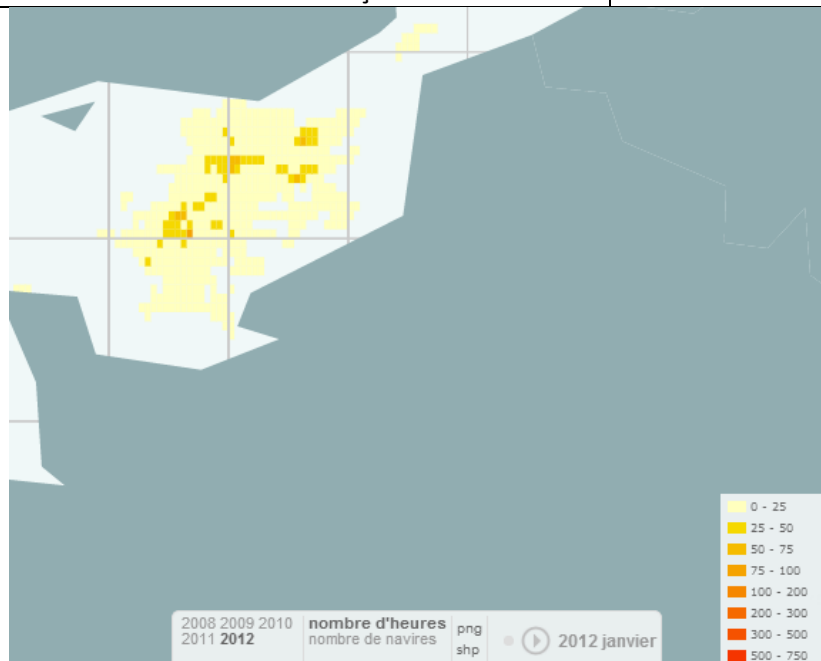 0 - 25
25 - 50
50 - 75
75 - 100
100 - 200
200 - 300
300 - 500
500 - 750
2008 2009 2010
2011 2012
nombre d'heures
nombre de navires
png
shp
2012 janvier